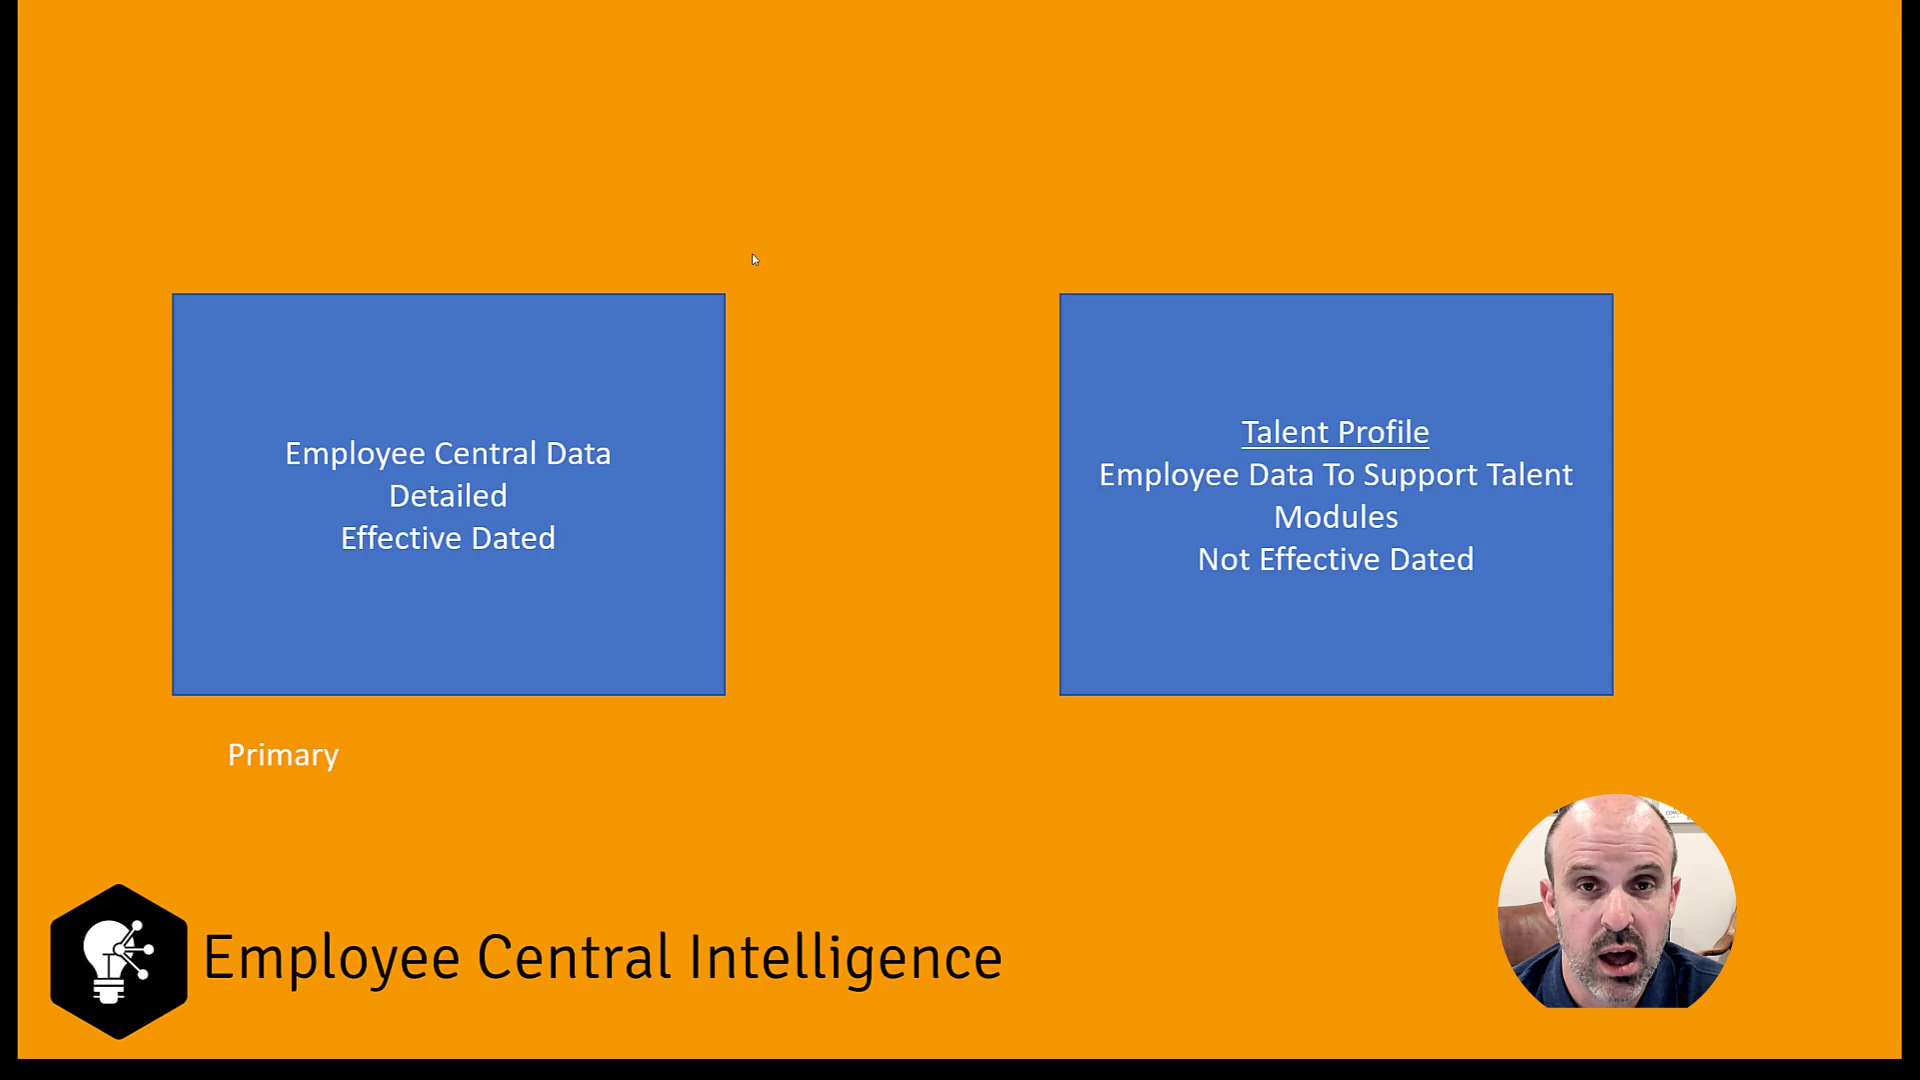 Employee Central Data
Detailed
Effective Dated
Talent Profile
Employee Data To Support Talent
Modules
Not Effective Dated
Primary
Employee Central Intelligence